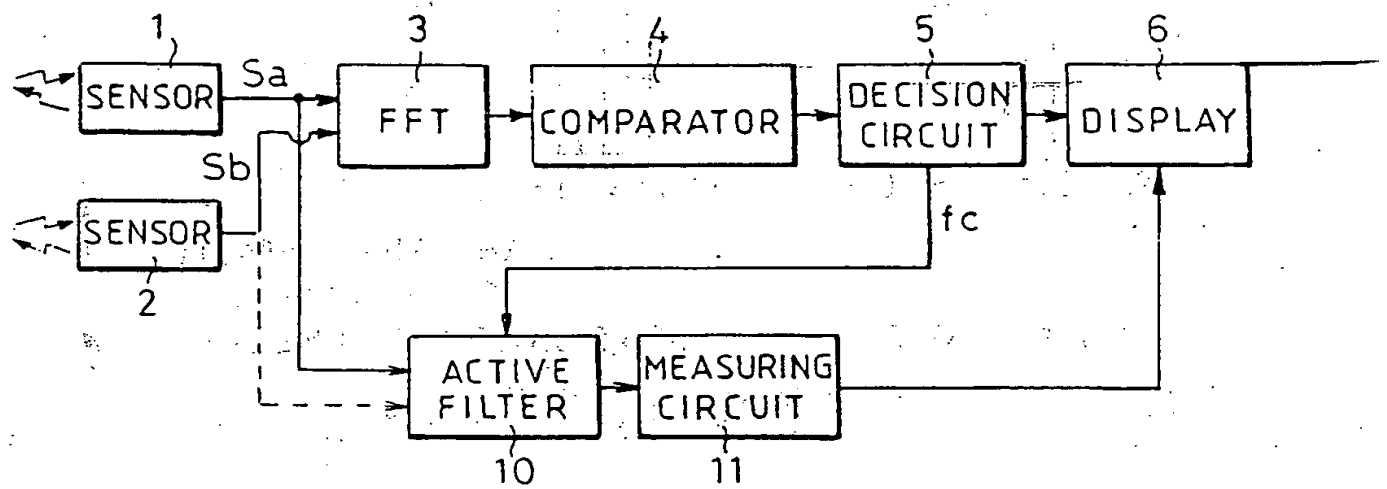 1
3
4
5
6
SENSOR
Sa
FFT
COMPARATOR
DECISION
CIRCUIT
DISPLAY
Sb
SENSOR
2
fc
ACTIVE
FILTER
MEASURING
CIRCUIT
10
11